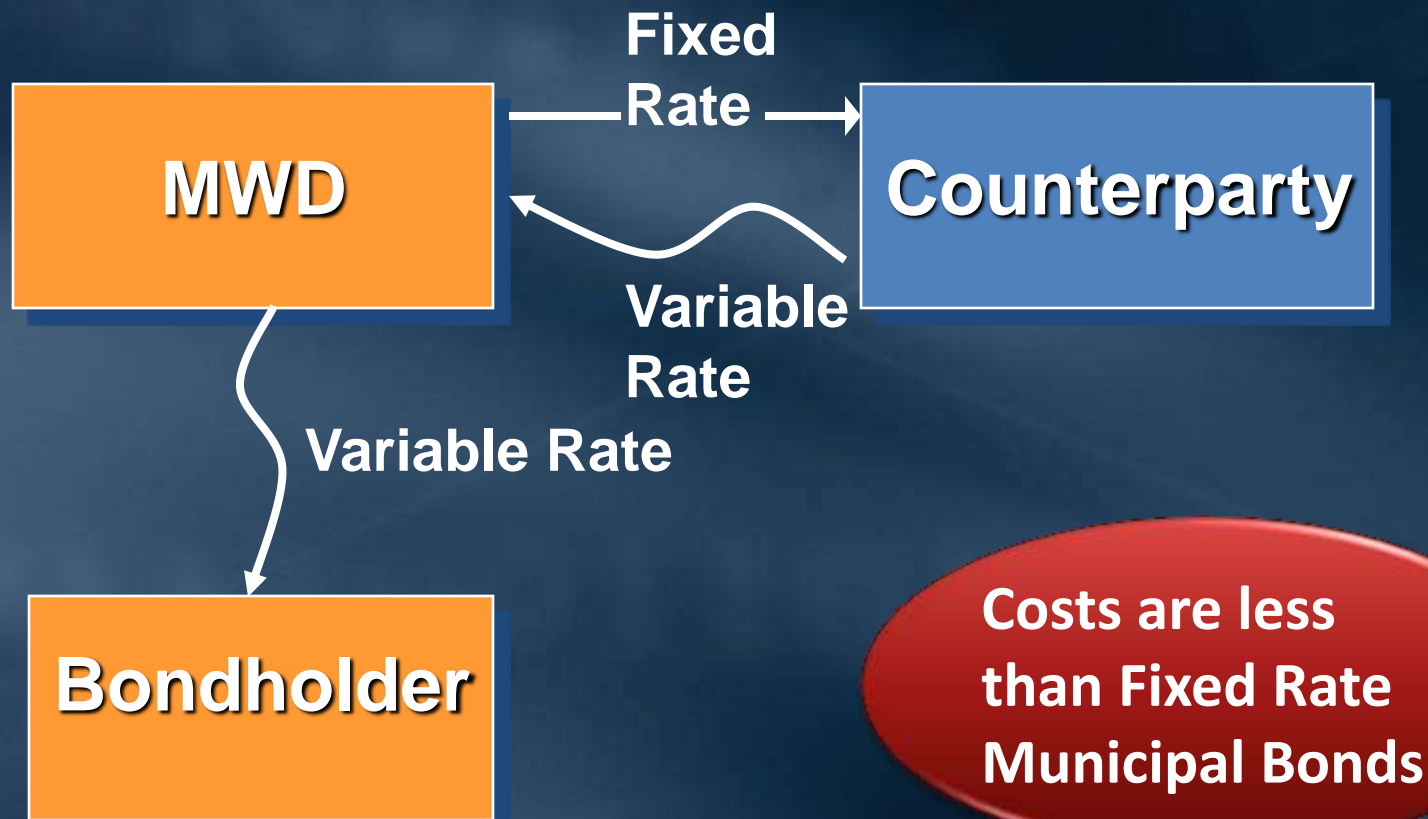 Fixed
Rate
MWD
Counterparty
Variable
Rate
Variable Rate
Bondholder
Costs are less
than Fixed Rate
Municipal Bonds